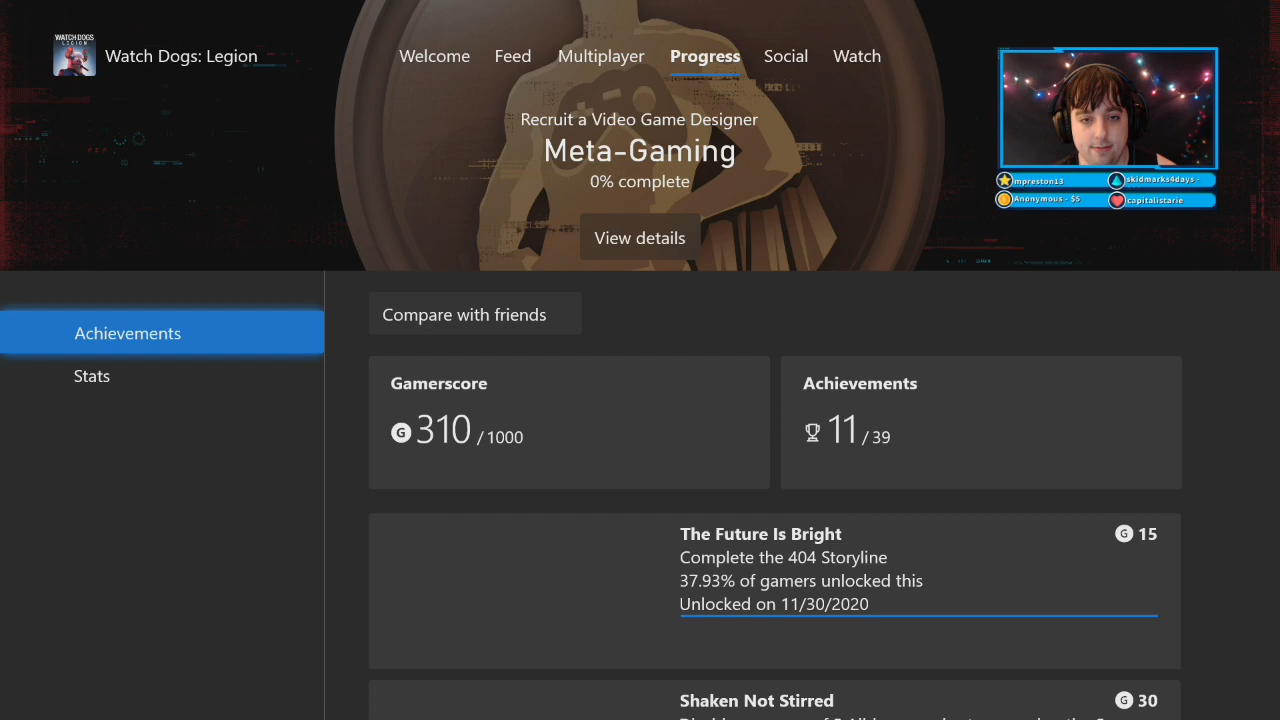 WATCH DOGS
LEGION
Watch Dogs: Legion
Welcome
Feed
Multiplayer
Progress
Social
Watch
Recruit a Video Game Designer
Meta-Gaming
0% complete
View details
mpreston13
skidmarks4days -
Anonymous - $5
capitalistarie
Achievements
Stats
Compare with friends
Gamerscore
G 310 / 1000
Achievements
11 / 39
The Future Is Bright
G 15
Complete the 404 Storyline
37.93% of gamers unlocked this
Unlocked on 11/30/2020
Shaken Not Stirred
G 30